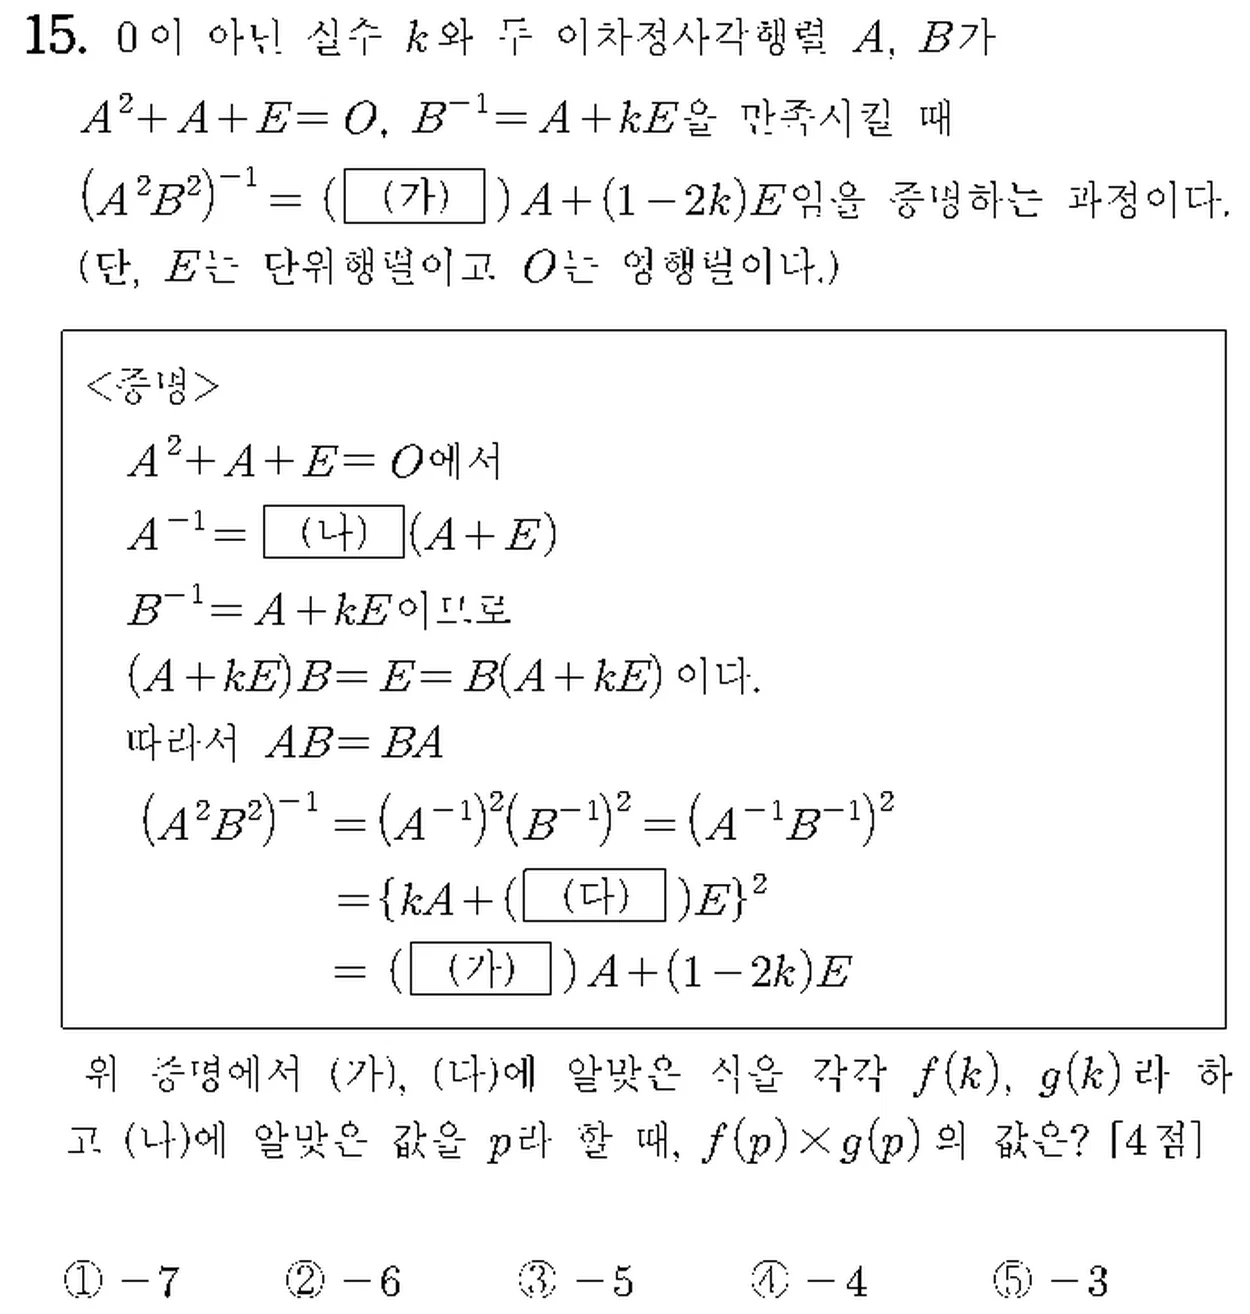 15. 0이 아닌 실수 k와 두 이차정사각행렬 A, B가
A²+A+E=O, B⁻¹=A+kE을 만족시킬 때
(A²B²)⁻¹=( (가) )A+(1-2k)E임을 증명하는 과정이다.
(단, E는 단위행렬이고 O는 영행렬이다.)
<증명>
A²+A+E=O에서
A⁻¹= (나) (A+E)
B⁻¹=A+kE이므로
(A+kE)B=E=B(A+kE)이다.
따라서 AB=BA
(A²B²)⁻¹=(A⁻¹)²(B⁻¹)²=(A⁻¹B⁻¹)²
={kA+( (다) )E}²
=( (가) )A+(1-2k)E
위 증명에서 (가), (다)에 알맞은 식을 각각 f(k), g(k)라 하
고 (나)에 알맞은 값을 p라 할 때, f(p)×g(p)의 값은? [4점]
① -7 ② -6 ③ -5 ④ -4 ⑤ -3